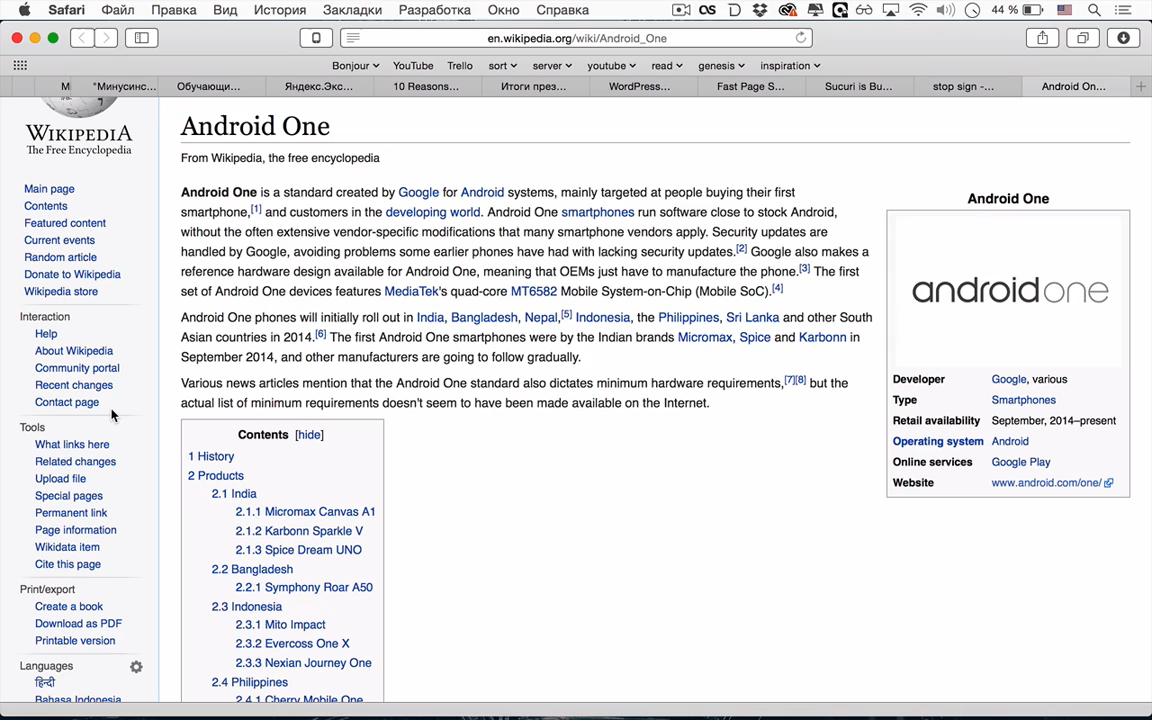 Safari Файл Правка Вид История Закладки Разработка Окно Справка 44 %
en.wikipedia.org/wiki/Android_One
Bonjour YouTube Trello sort server youtube read genesis inspiration
М "Минусинс... Обучающи... Яндекс.Экс... 10 Reasons... Итоги през... WordPress... Fast Page S... Sucuri is Bu... stop sign -... Android On...
WIKIPEDIA
The Free Encyclopedia
Main page
Contents
Featured content
Current events
Random article
Donate to Wikipedia
Wikipedia store
Interaction
Help
About Wikipedia
Community portal
Recent changes
Contact page
Tools
What links here
Related changes
Upload file
Special pages
Permanent link
Page information
Wikidata item
Cite this page
Print/export
Create a book
Download as PDF
Printable version
Languages
हिन्दी
Bahasa Indonesia
Android One
From Wikipedia, the free encyclopedia
Android One is a standard created by Google for Android systems, mainly targeted at people buying their first
smartphone,[1] and customers in the developing world. Android One smartphones run software close to stock Android,
without the often extensive vendor-specific modifications that many smartphone vendors apply. Security updates are
handled by Google, avoiding problems some earlier phones have had with lacking security updates.[2] Google also makes a
reference hardware design available for Android One, meaning that OEMs just have to manufacture the phone.[3] The first
set of Android One devices features MediaTek's quad-core MT6582 Mobile System-on-Chip (Mobile SoC).[4]
Android One phones will initially roll out in India, Bangladesh, Nepal,[5] Indonesia, the Philippines, Sri Lanka and other South
Asian countries in 2014.[6] The first Android One smartphones were by the Indian brands Micromax, Spice and Karbonn in
September 2014, and other manufacturers are going to follow gradually.
Various news articles mention that the Android One standard also dictates minimum hardware requirements,[7][8] but the
actual list of minimum requirements doesn't seem to have been made available on the Internet.
Contents [hide]
1 History
2 Products
2.1 India
2.1.1 Micromax Canvas A1
2.1.2 Karbonn Sparkle V
2.1.3 Spice Dream UNO
2.2 Bangladesh
2.2.1 Symphony Roar A50
2.3 Indonesia
2.3.1 Mito Impact
2.3.2 Evercoss One X
2.3.3 Nexian Journey One
2.4 Philippines
2.4.1 Cherry Mobile One
Android One
androidone
Developer Google, various
Type Smartphones
Retail availability September, 2014–present
Operating system Android
Online services Google Play
Website www.android.com/one/